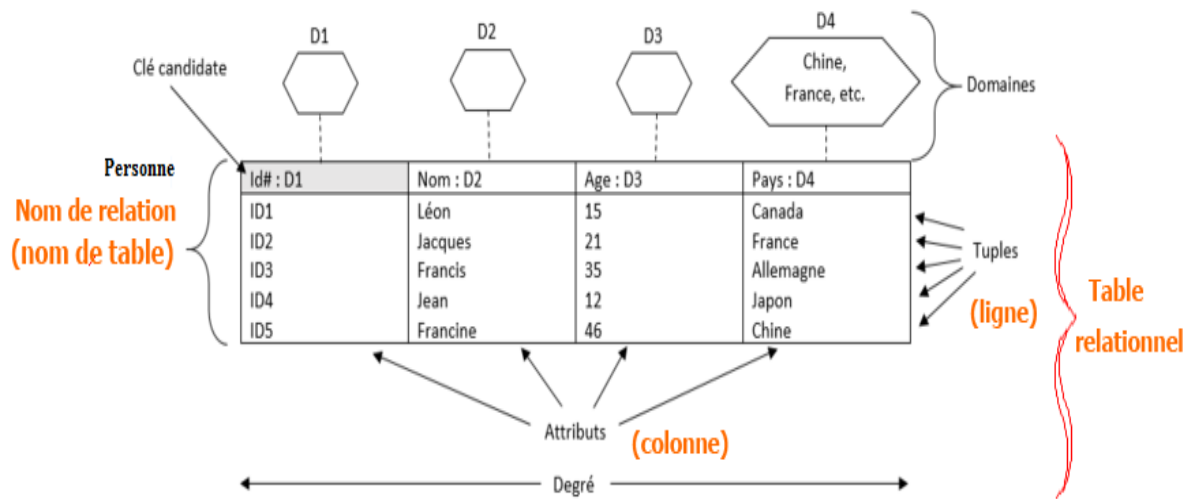 D1
D2
D3
D4
Clé candidate
Chine,
France, etc.
Domaines
Personne
Nom de relation
(nom de table)
Id# : D1
Nom : D2
Age : D3
Pays : D4
ID1
Léon
15
Canada
ID2
Jacques
21
France
ID3
Francis
35
Allemagne
ID4
Jean
12
Japon
ID5
Francine
46
Chine
Tuples
(ligne)
Table
relationnel
Attributs
(colonne)
Degré